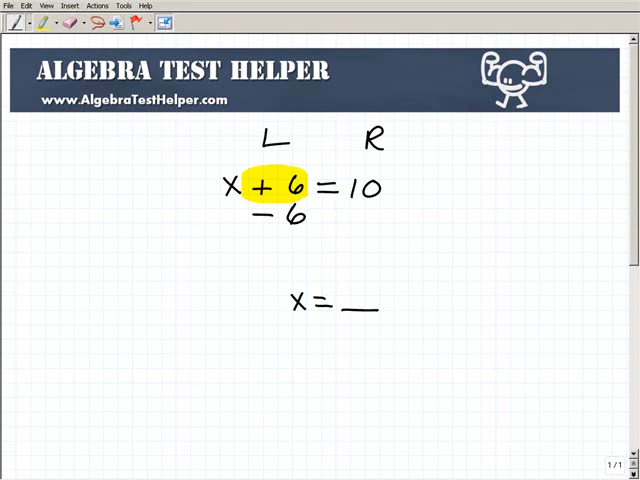 File Edit View Insert Actions Tools Help
ALGEBRA TEST HELPER
www.AlgebraTestHelper.com
L R
x + 6 = 10
- 6
x = __
1 / 1